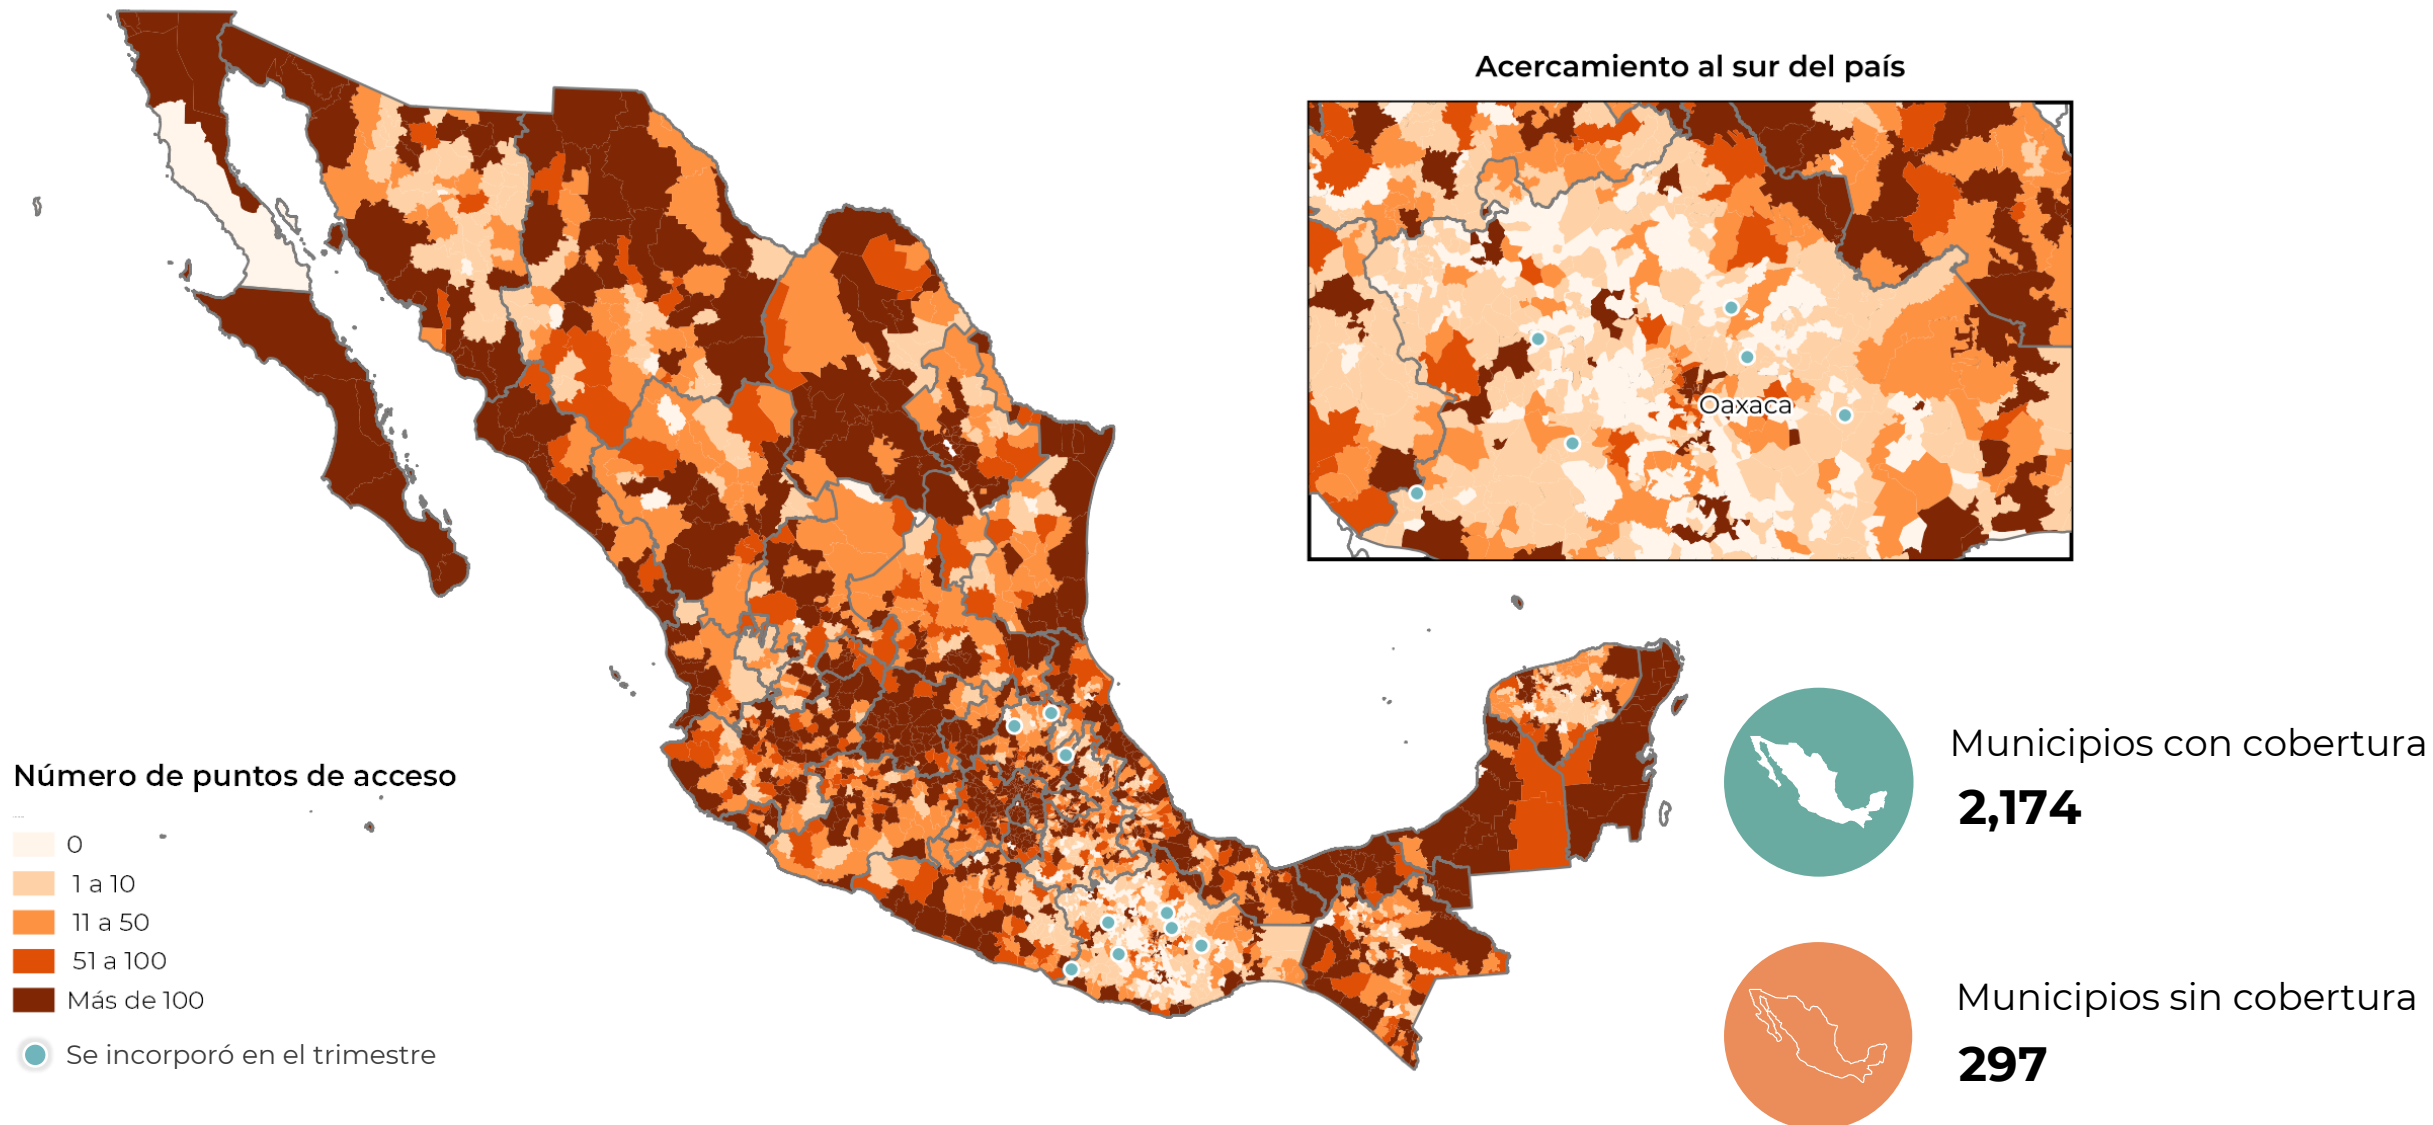 Acercamiento al sur del país
Oaxaca
Número de puntos de acceso
0
1 a 10
11 a 50
51 a 100
Más de 100
Se incorporó en el trimestre
Municipios con cobertura
2,174
Municipios sin cobertura
297